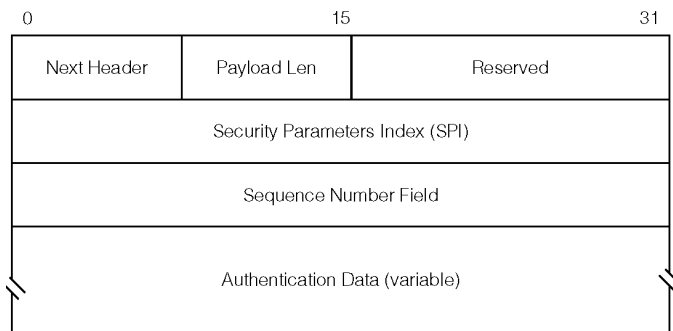 0 15 31
Next Header Payload Len Reserved
Security Parameters Index (SPI)
Sequence Number Field
Authentication Data (variable)